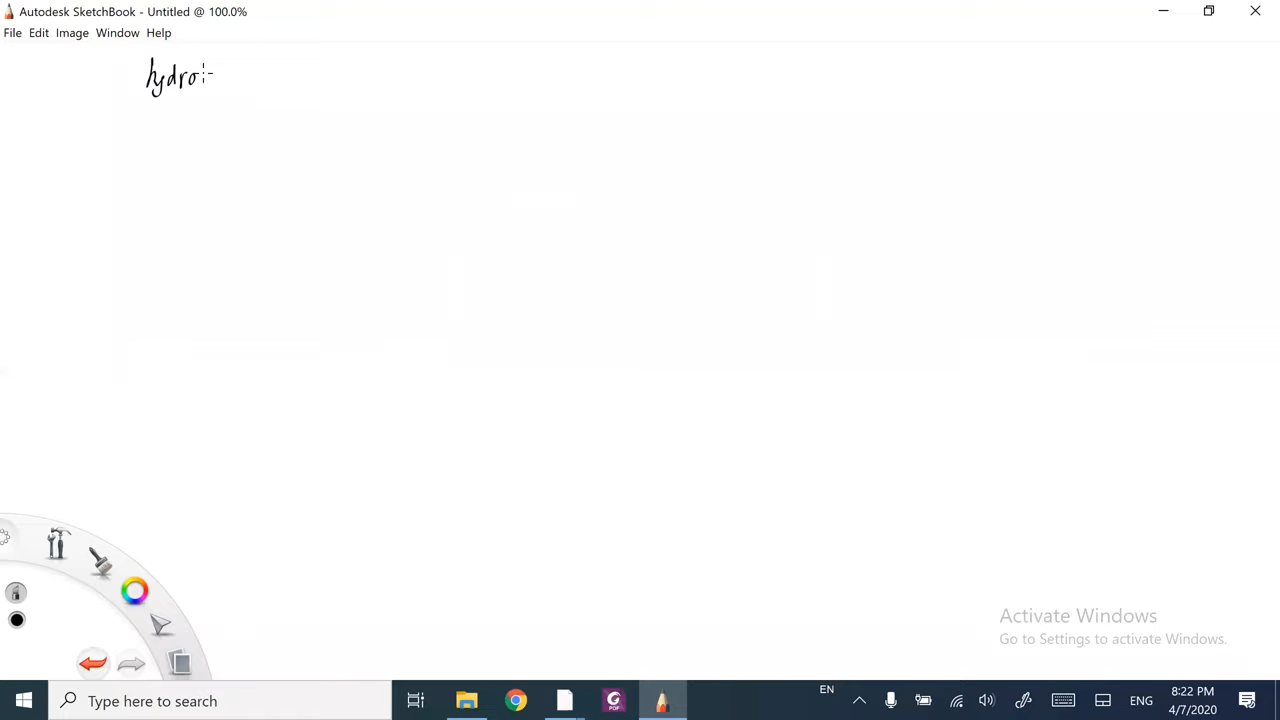 Autodesk SketchBook - Untitled @ 100.0%
File Edit Image Window Help
hydro
Activate Windows
Go to Settings to activate Windows.
EN
Type here to search
PDF
ENG
8:22 PM
4/7/2020